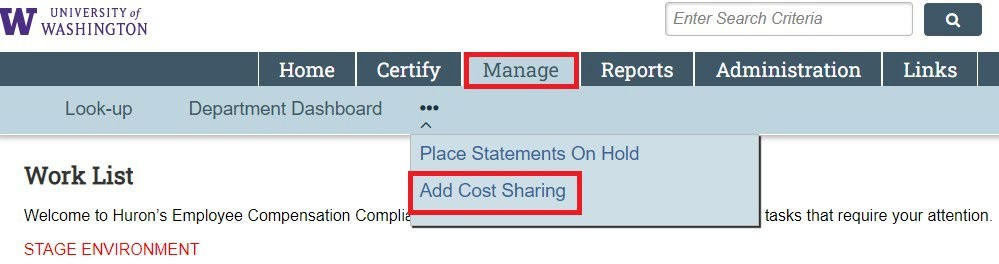 W UNIVERSITY of
WASHINGTON
Enter Search Criteria
Home Certify Manage Reports Administration Links
Look-up Department Dashboard •••
Place Statements On Hold
Work List
Add Cost Sharing
Welcome to Huron's Employee Compensation Complia tasks that require your attention.
STAGE ENVIRONMENT